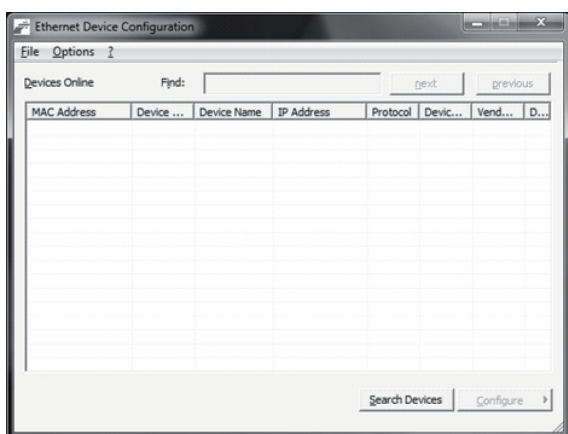 Ethernet Device Configuration
File Options ?
Devices Online Find: next previous
MAC Address Device ... Device Name IP Address Protocol Devic... Vend... D...
Search Devices Configure